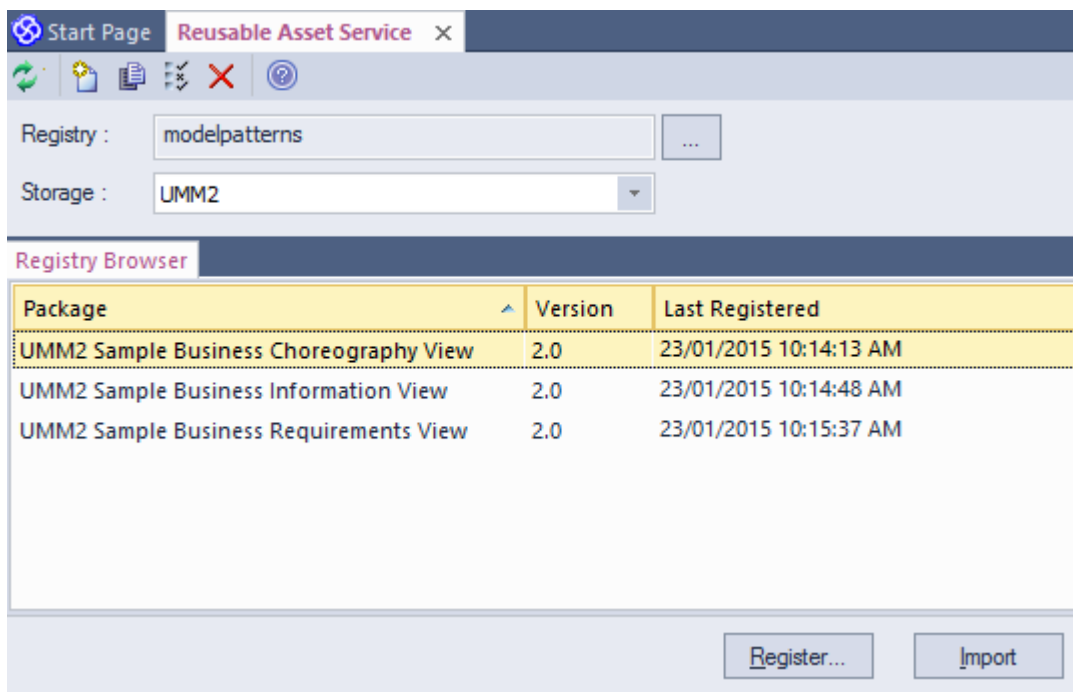 Start Page Reusable Asset Service
Registry : modelpatterns ...
Storage : UMM2
Registry Browser
Package Version Last Registered
UMM2 Sample Business Choreography View 2.0 23/01/2015 10:14:13 AM
UMM2 Sample Business Information View 2.0 23/01/2015 10:14:48 AM
UMM2 Sample Business Requirements View 2.0 23/01/2015 10:15:37 AM
Register... Import